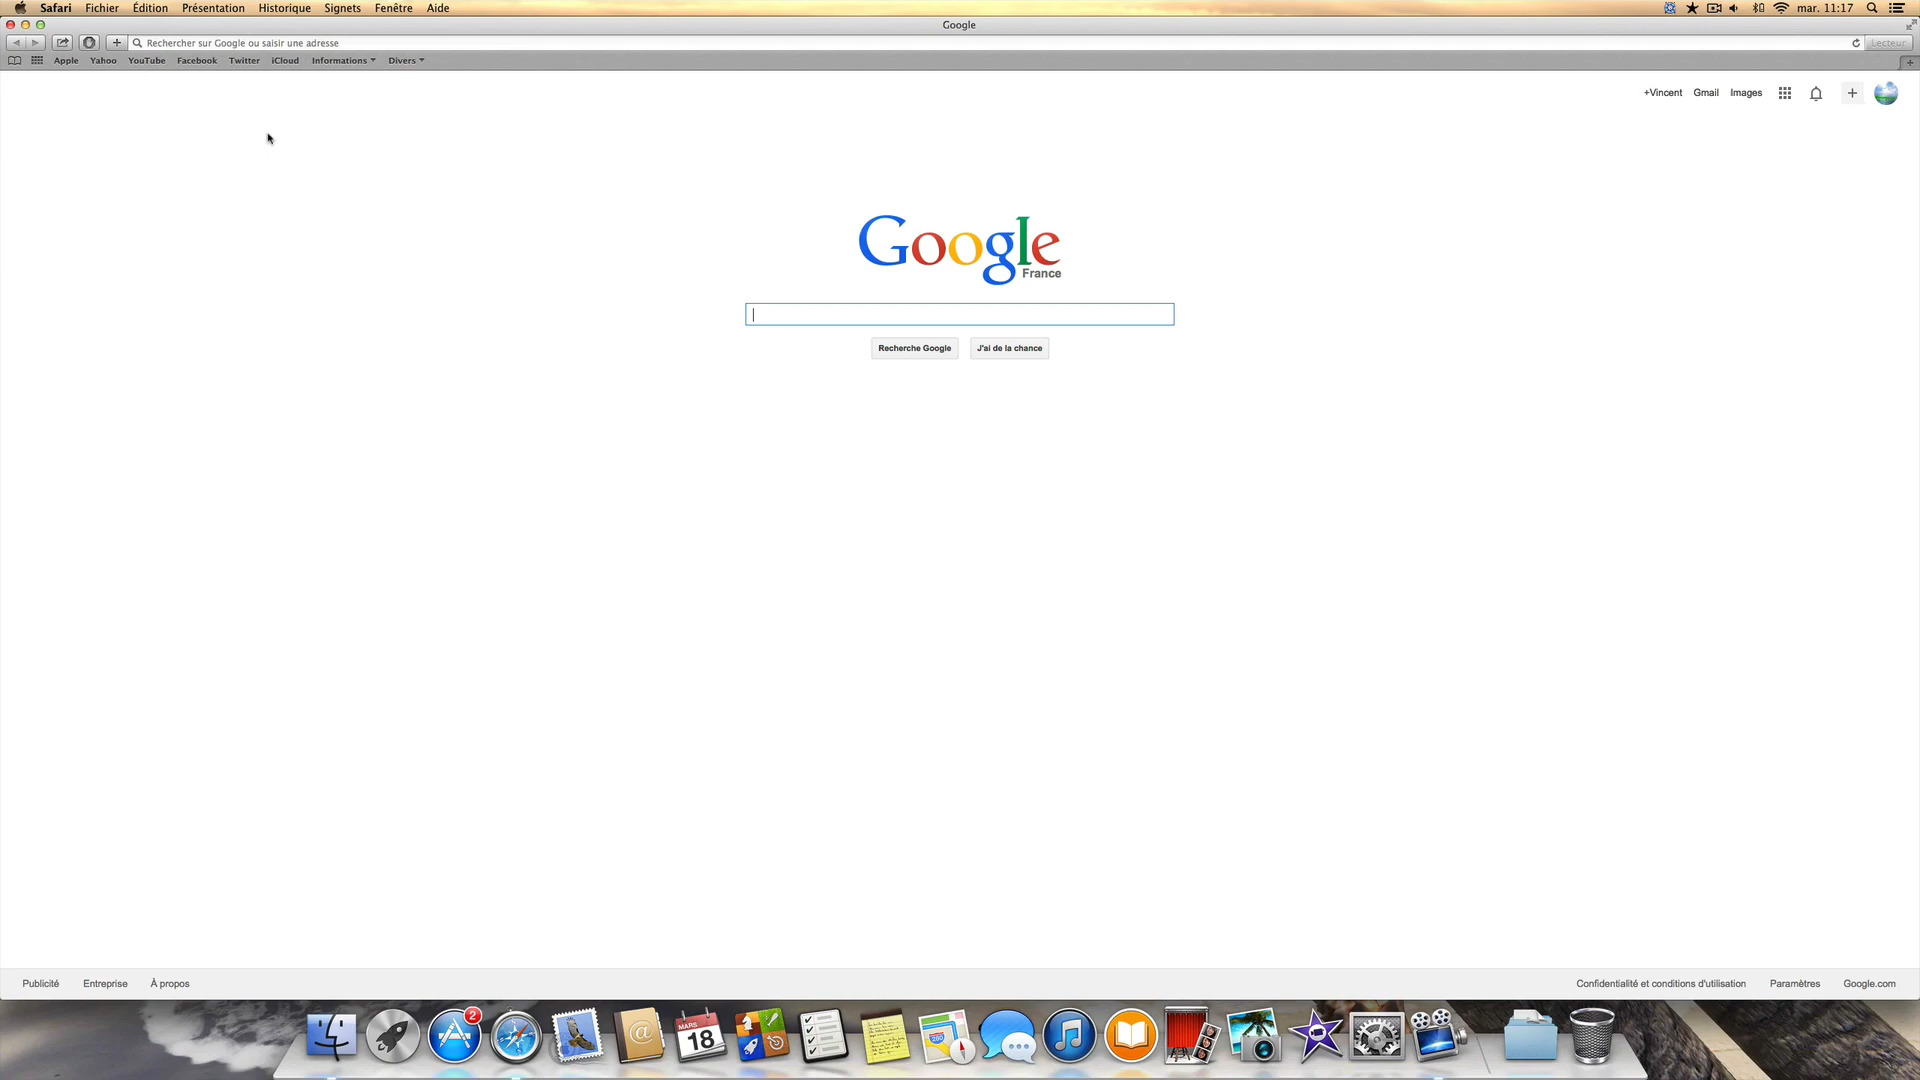 Safari Fichier Édition Présentation Historique Signets Fenêtre Aide mar. 11:17
Google
Rechercher sur Google ou saisir une adresse Lecteur
Apple Yahoo YouTube Facebook Twitter iCloud Informations Divers
+Vincent Gmail Images
Google
France
Recherche Google J'ai de la chance
Publicité Entreprise À propos Confidentialité et conditions d'utilisation Paramètres Google.com
2
MARS
18
@
280